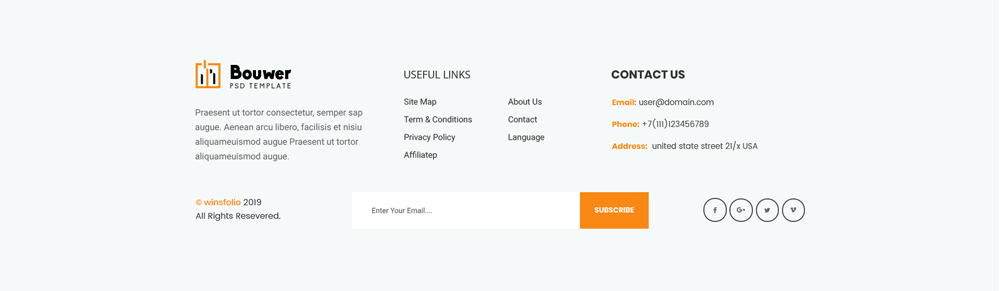 Bouwer
PSD TEMPLATE
Praesent ut tortor consectetur, semper sap
augue. Aenean arcu libero, facilisis et nisiu
aliquameuismod augue Praesent ut tortor
aliquameuismod augue.
USEFUL LINKS
Site Map
Term & Conditions
Privacy Policy
Affiliatep
About Us
Contact
Language
CONTACT US
Email: user@domain.com
Phone: +7(111)123456789
Address: united state street 21/x USA
© winsfolio 2019
All Rights Resevered.
Enter Your Email....
SUBSCRIBE